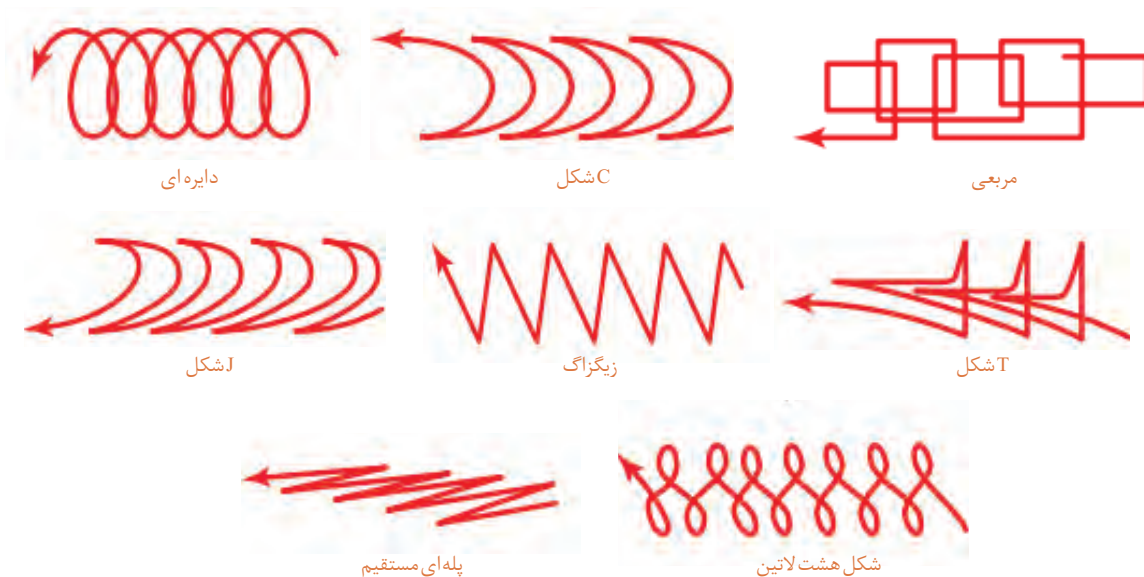 مربعی
C شکل
دایره ای
T شکل
زیگزاگ
J شکل
شکل هشت لاتین
پله ای مستقیم